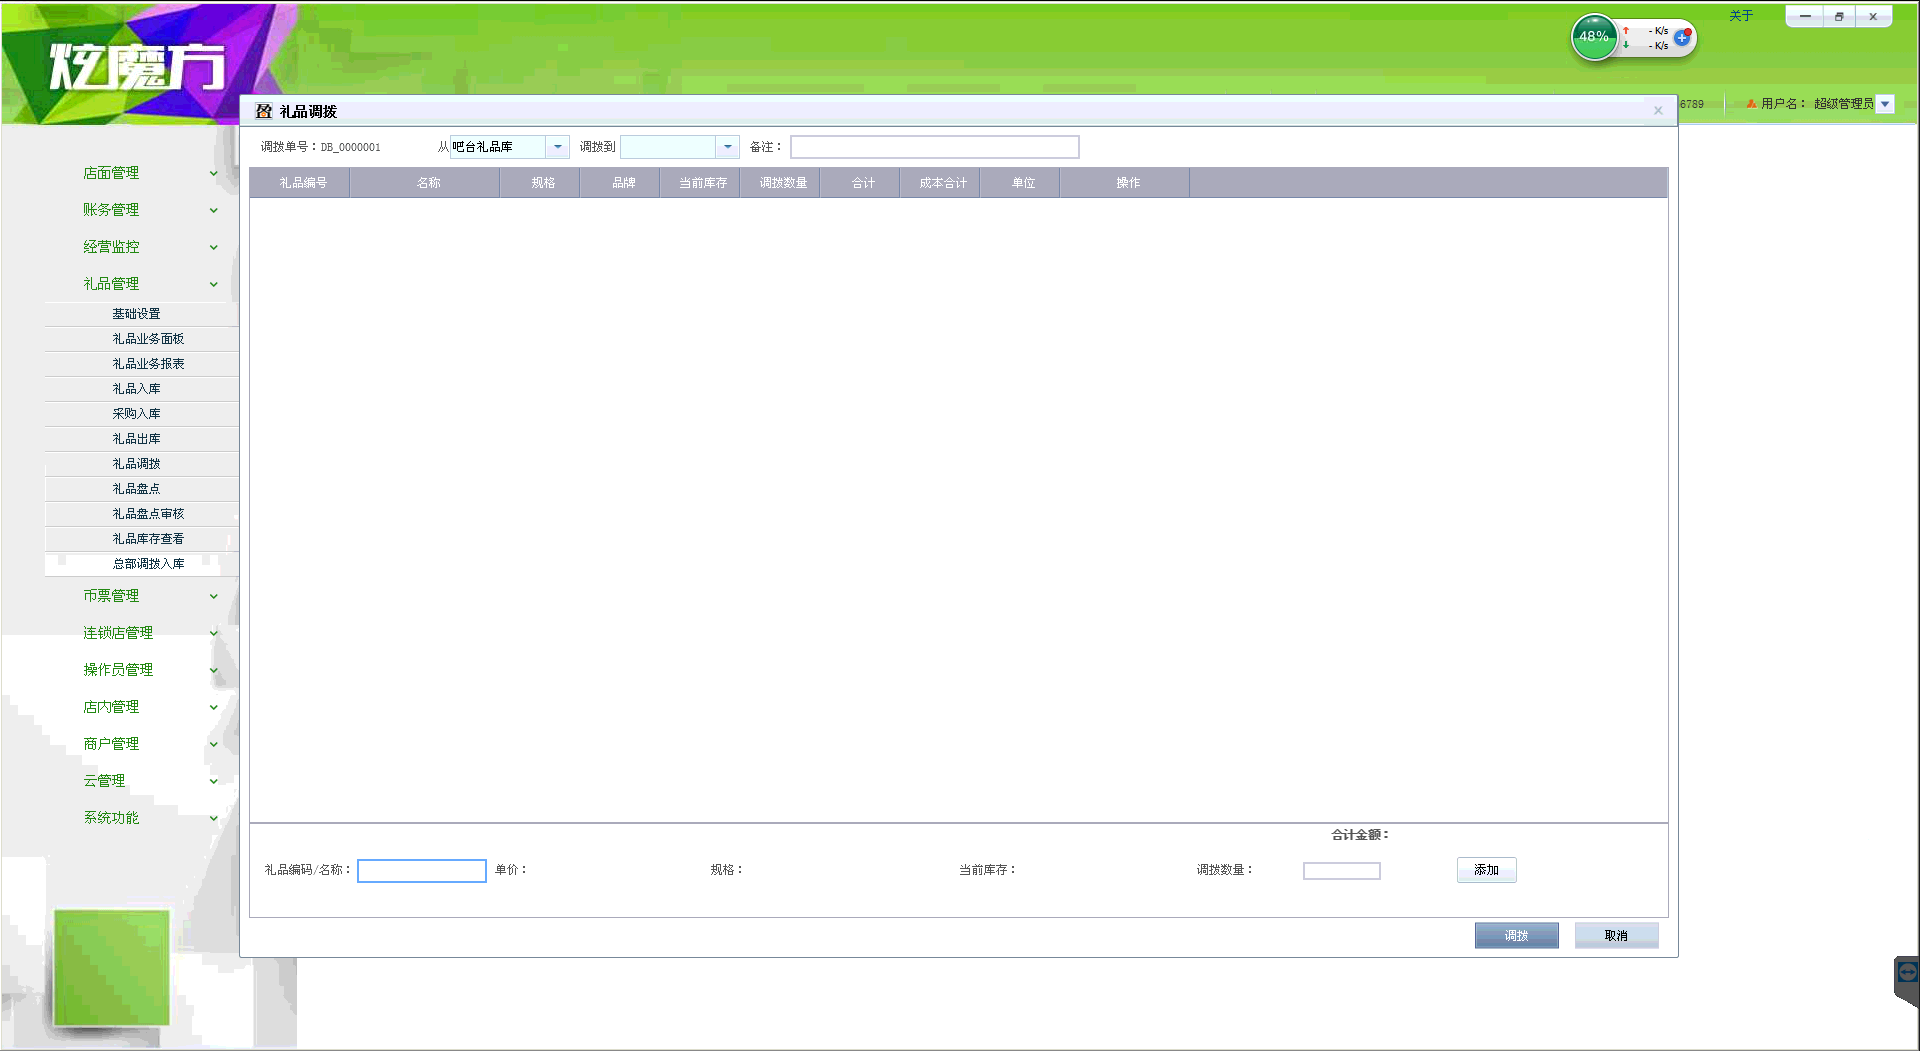 炫魔方
关于
48%
- K/s
- K/s
6789
用户名： 超级管理员
礼品调拨
调拨单号：DB_0000001
从 吧台礼品库
调拨到
备注：
礼品编号 名称 规格 品牌 当前库存 调拨数量 合计 成本合计 单位 操作
店面管理
账务管理
经营监控
礼品管理
基础设置
礼品业务面板
礼品业务报表
礼品入库
采购入库
礼品出库
礼品调拨
礼品盘点
礼品盘点审核
礼品库存查看
总部调拨入库
币票管理
连锁店管理
操作员管理
店内管理
商户管理
云管理
系统功能
合计金额：
礼品编码/名称： 单价： 规格： 当前库存： 调拨数量： 添加
调拨 取消